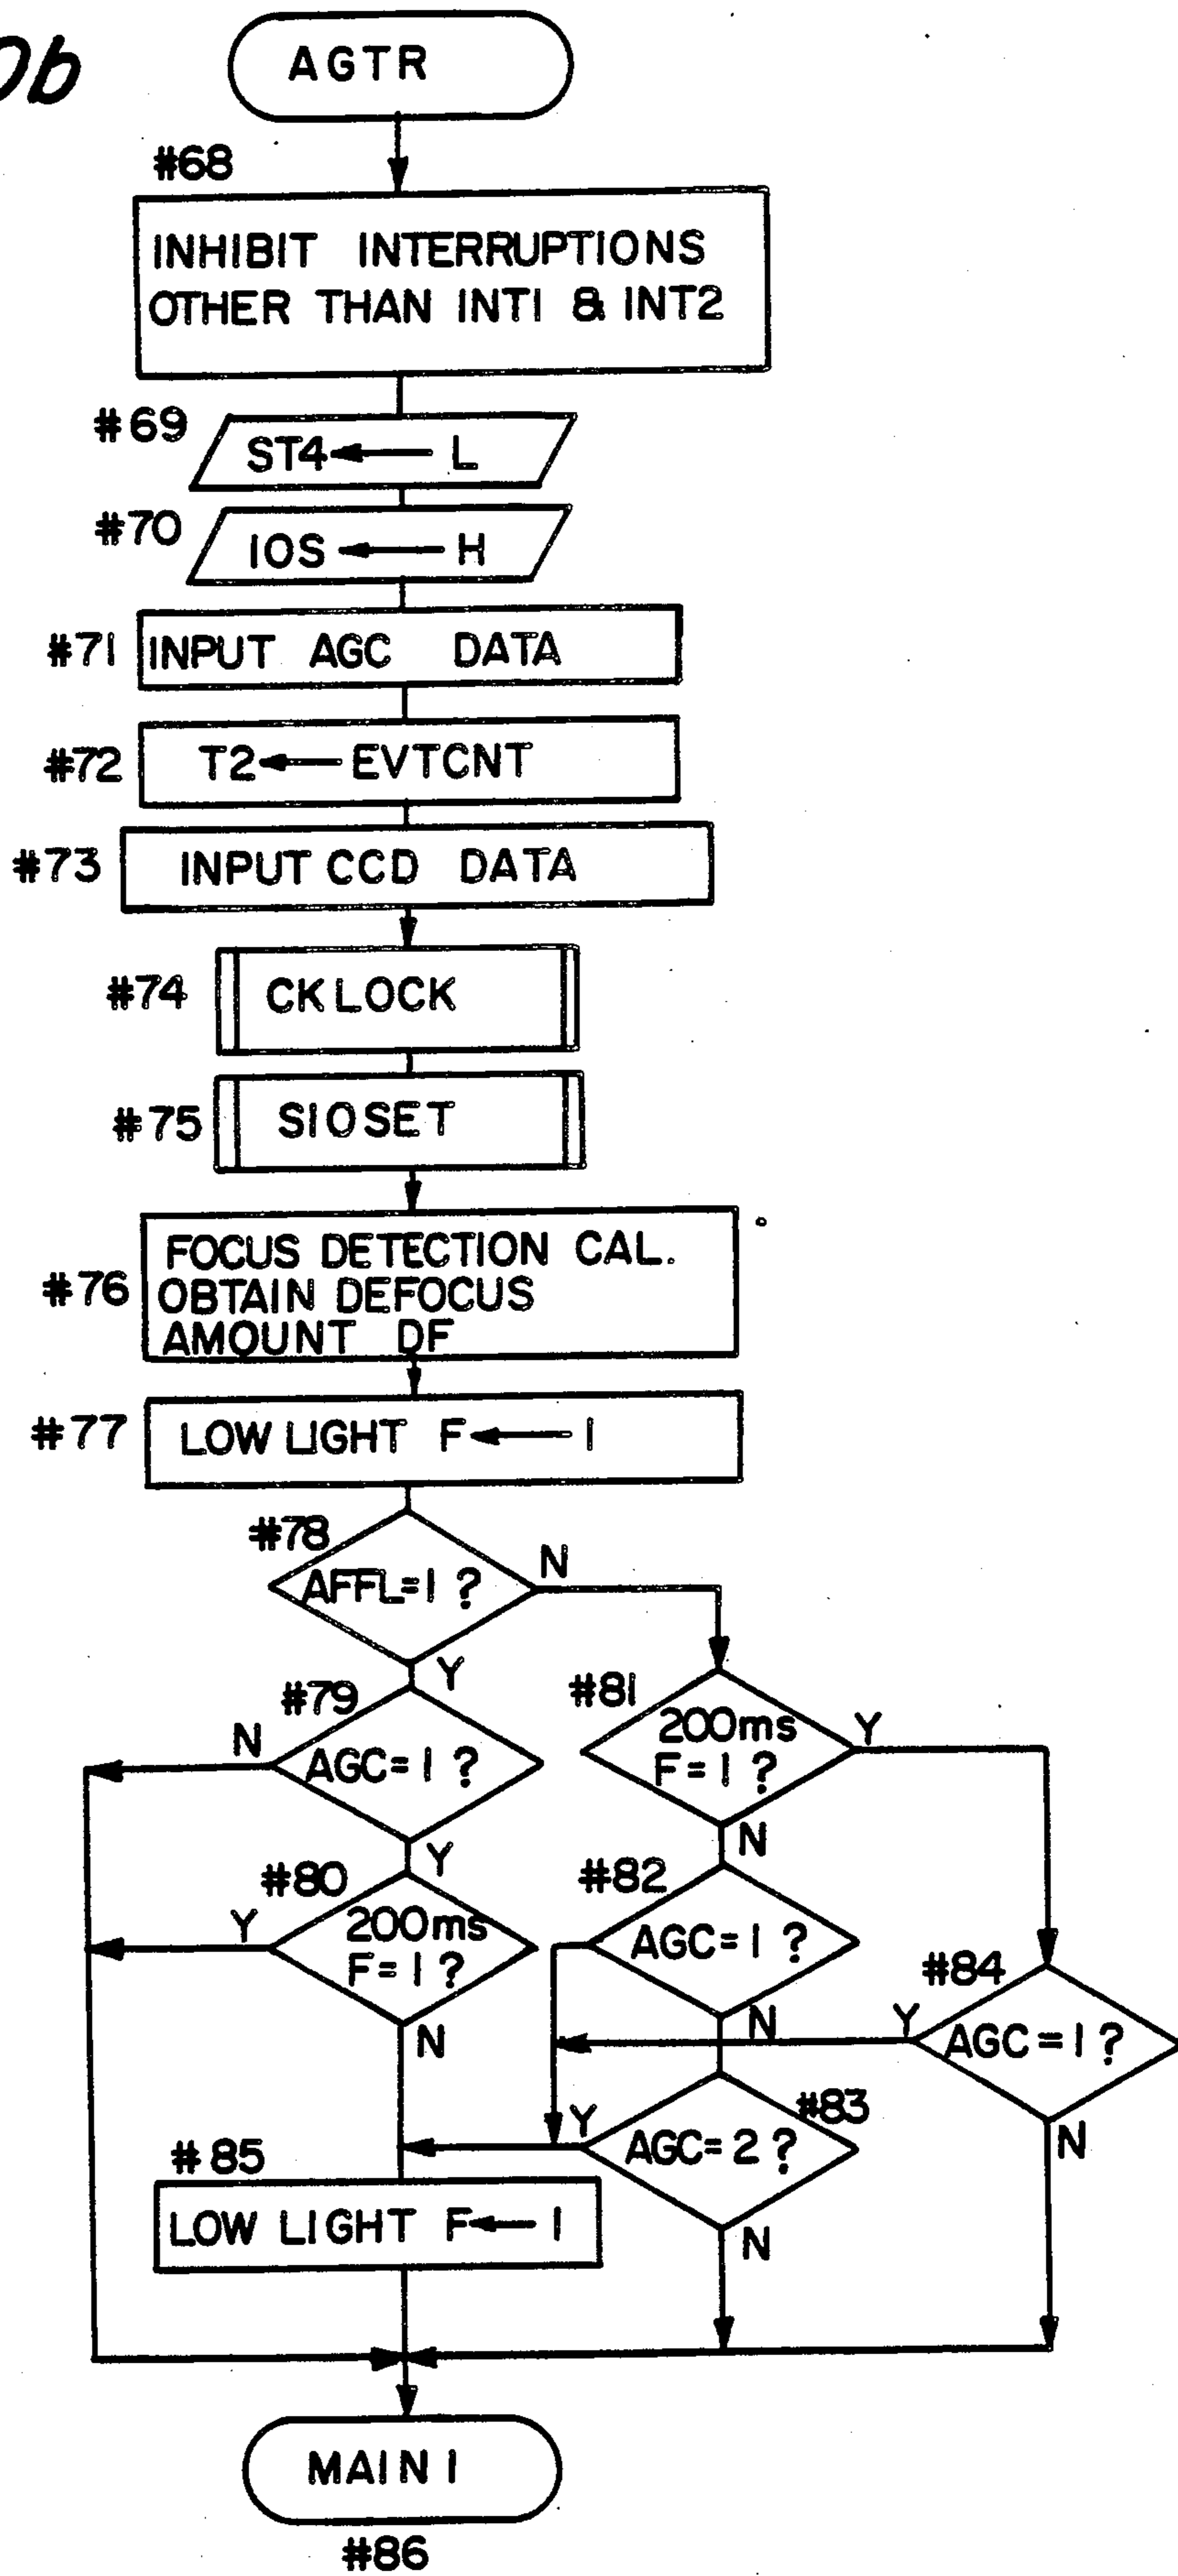 0b
AGTR
#68
INHIBIT INTERRUPTIONS
OTHER THAN INT1 & INT2
#69
ST4 ← L
#70
IOS ← H
#71
INPUT AGC DATA
#72
T2 ← EVTCNT
#73
INPUT CCD DATA
#74
CKLOCK
#75
SIOSET
#76
FOCUS DETECTION CAL.
OBTAIN DEFOCUS
AMOUNT DF
#77
LOW LIGHT F ← 1
#78
AFFL=1 ?
N
Y
#79
AGC=1 ?
N
Y
#81
200ms
F=1 ?
Y
N
#80
200ms
F=1 ?
Y
N
#82
AGC=1 ?
N
#84
AGC=1 ?
Y
N
#83
AGC=2 ?
Y
N
#85
LOW LIGHT F ← 1
MAIN 1
#86